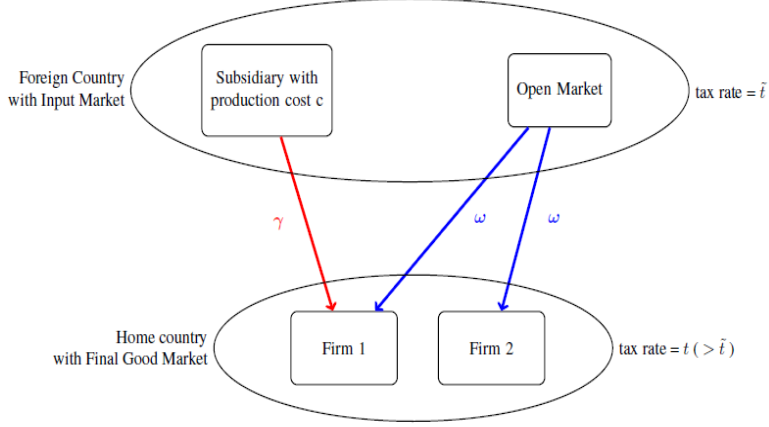 Foreign Country
with Input Market
Subsidiary with
production cost c
Open Market
tax rate = t̃
γ
ω
ω
Home country
with Final Good Market
Firm 1
Firm 2
tax rate = t ( > t̃ )